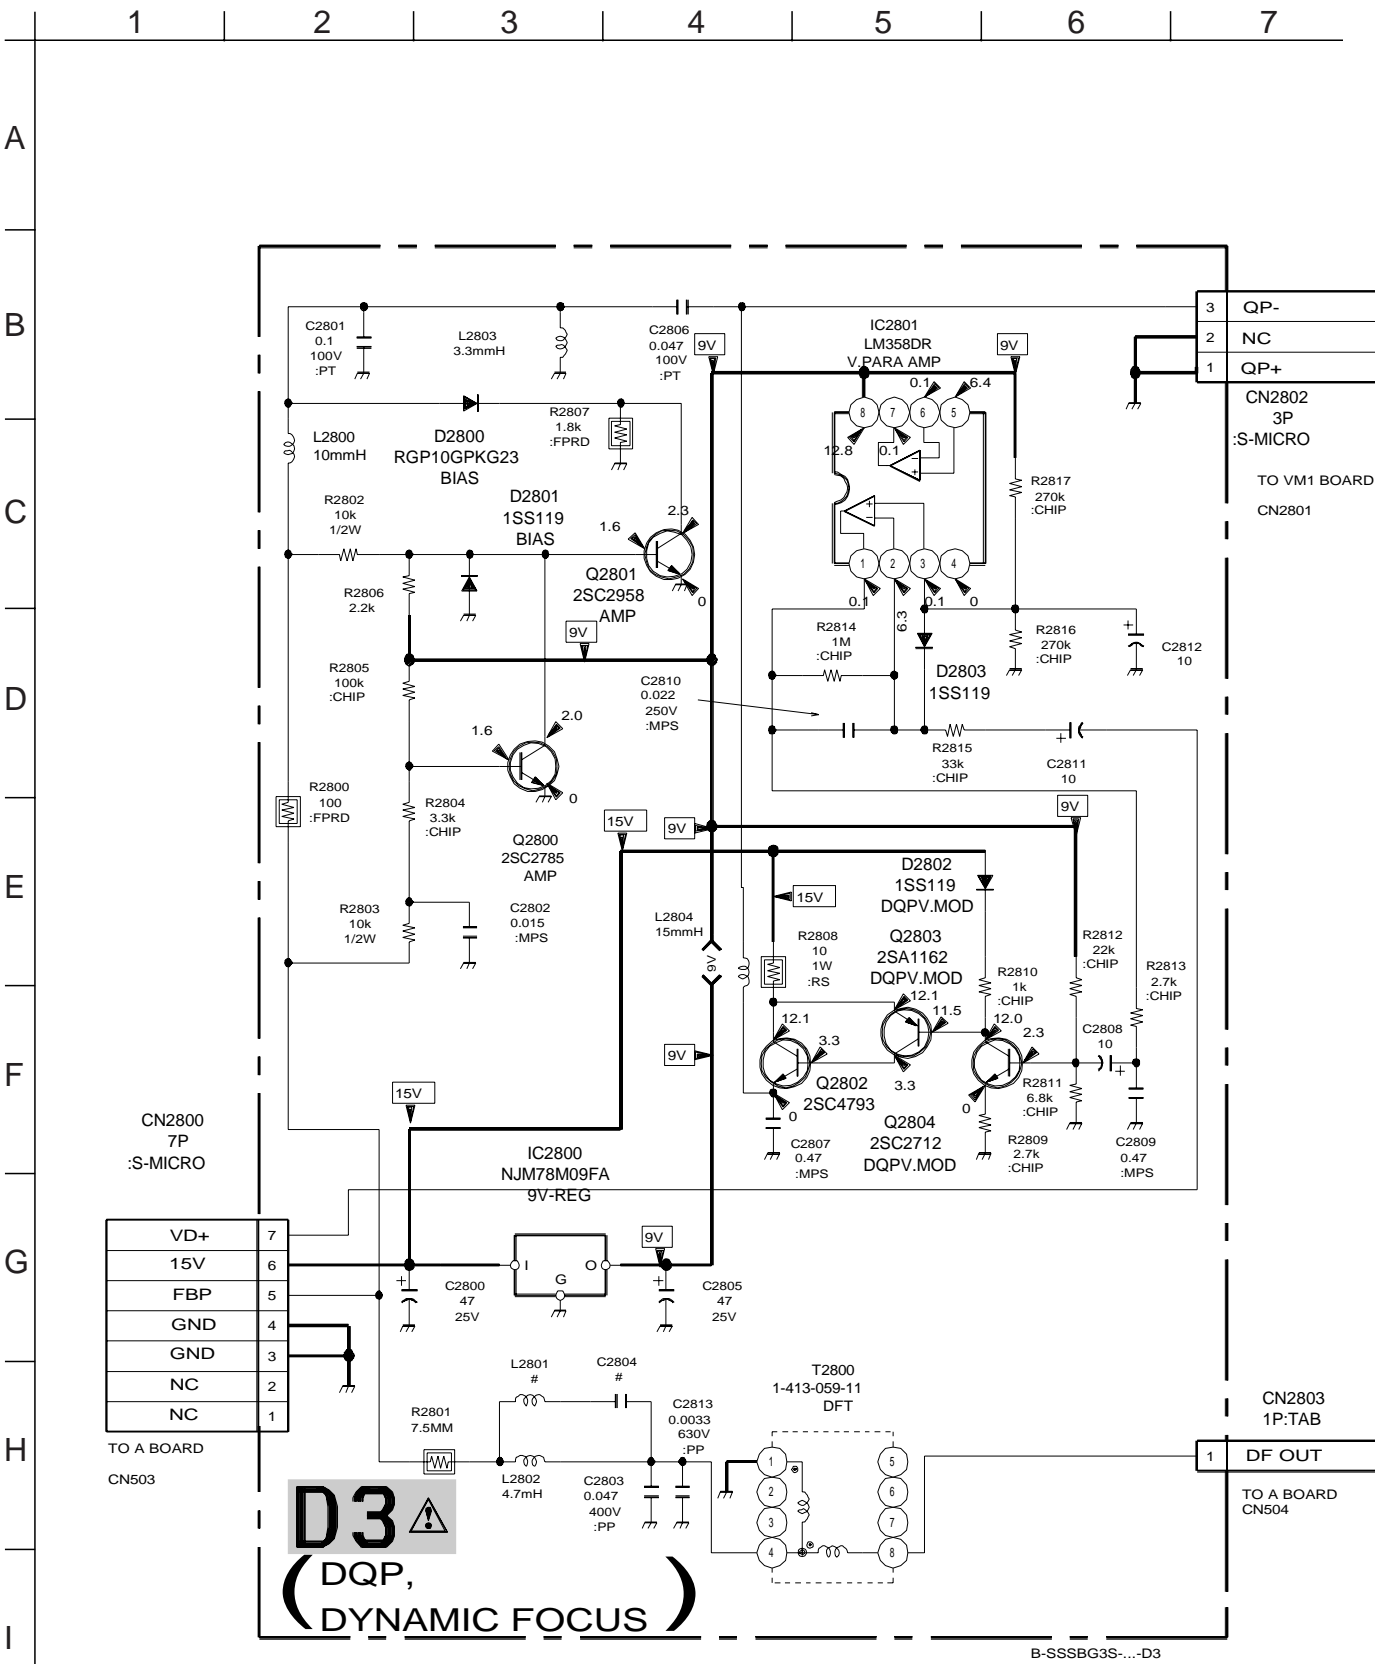 1 2 3 4 5 6 7
A
B
C
D
E
F
G
H
I
C2801
0.1
100V
:PT
L2803
3.3mmH
C2806
0.047
100V
:PT
9V
IC2801
LM358DR
V.PARA AMP
9V
3 QP-
2 NC
1 QP+
CN2802
3P
:S-MICRO
TO VM1 BOARD
CN2801
0.1
6.4
8 7 6 5
12.8
0.1
1 2 3 4
0.1
6.3
0.1
0
L2800
10mmH
D2800
RGP10GPKG23
BIAS
R2807
1.8k
:FPRD
R2802
10k
1/2W
D2801
1SS119
BIAS
1.6
2.3
0
Q2801
2SC2958
AMP
R2817
270k
:CHIP
R2806
2.2k
9V
R2805
100k
:CHIP
R2814
1M
:CHIP
D2803
1SS119
R2816
270k
:CHIP
+
C2812
10
C2810
0.022
250V
:MPS
1.6
2.0
0
R2815
33k
:CHIP
+
C2811
10
R2800
100
:FPRD
R2804
3.3k
:CHIP
Q2800
2SC2785
AMP
15V
9V
9V
R2803
10k
1/2W
C2802
0.015
:MPS
L2804
15mmH
9V
15V
D2802
1SS119
DQPV.MOD
R2808
10
1W
:RS
Q2803
2SA1162
DQPV.MOD
R2810
1k
:CHIP
R2812
22k
:CHIP
R2813
2.7k
:CHIP
12.1
12.1
11.5
12.0
2.3
C2808
10
+
9V
3.3
3.3
Q2802
2SC4793
0
0
R2811
6.8k
:CHIP
15V
C2807
0.47
:MPS
Q2804
2SC2712
DQPV.MOD
R2809
2.7k
:CHIP
C2809
0.47
:MPS
CN2800
7P
:S-MICRO
IC2800
NJM78M09FA
9V-REG
VD+ 7
15V 6
FBP 5
GND 4
GND 3
NC 2
NC 1
TO A BOARD
CN503
9V
I
O
G
+
C2800
47
25V
+
C2805
47
25V
L2801
#
C2804
#
R2801
7.5MM
L2802
4.7mH
C2813
0.0033
630V
:PP
C2803
0.047
400V
:PP
T2800
1-413-059-11
DFT
1 5
2 6
3 7
4 8
CN2803
1P:TAB
1 DF OUT
TO A BOARD
CN504
D3
(DQP,
DYNAMIC FOCUS)
B-SSSBG3S-...-D3